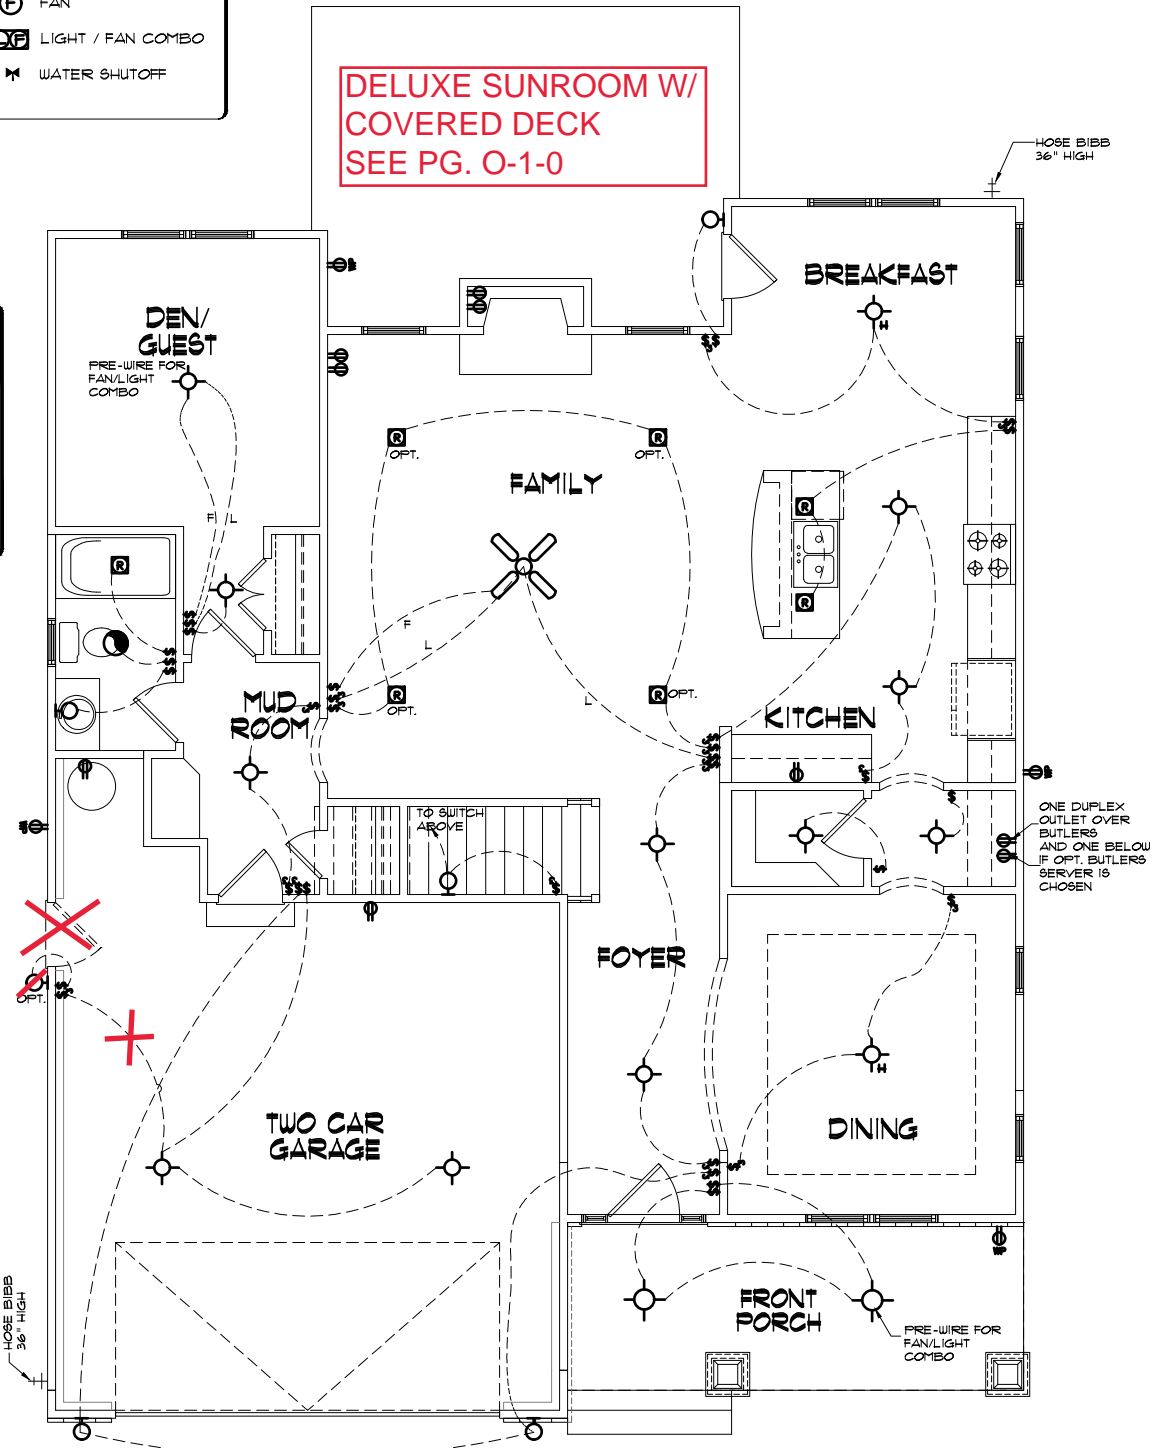 F FAN
F LIGHT / FAN COMBO
WATER SHUTOFF
DELUXE SUNROOM W/
COVERED DECK
SEE PG. O-1-0
HOSE BIBB
36" HIGH
BREAKFAST
H
DEN/
GUEST
PRE-WIRE FOR
FAN/LIGHT
COMBO
R
OPT.
R
OPT.
FAMILY
F
L
R
R
R
F
L
L
R
OPT.
R
OPT.
MUD
ROOM
KITCHEN
TO SWITCH
ABOVE
ONE DUPLEX
OUTLET OVER
BUTLERS
AND ONE BELOW
IF OPT. BUTLERS
SERVER IS
CHOSEN
FOYER
OPT.
H
TWO CAR
GARAGE
DINING
WP
HOSE BIBB
36" HIGH
FRONT
PORCH
PRE-WIRE FOR
FAN/LIGHT
COMBO